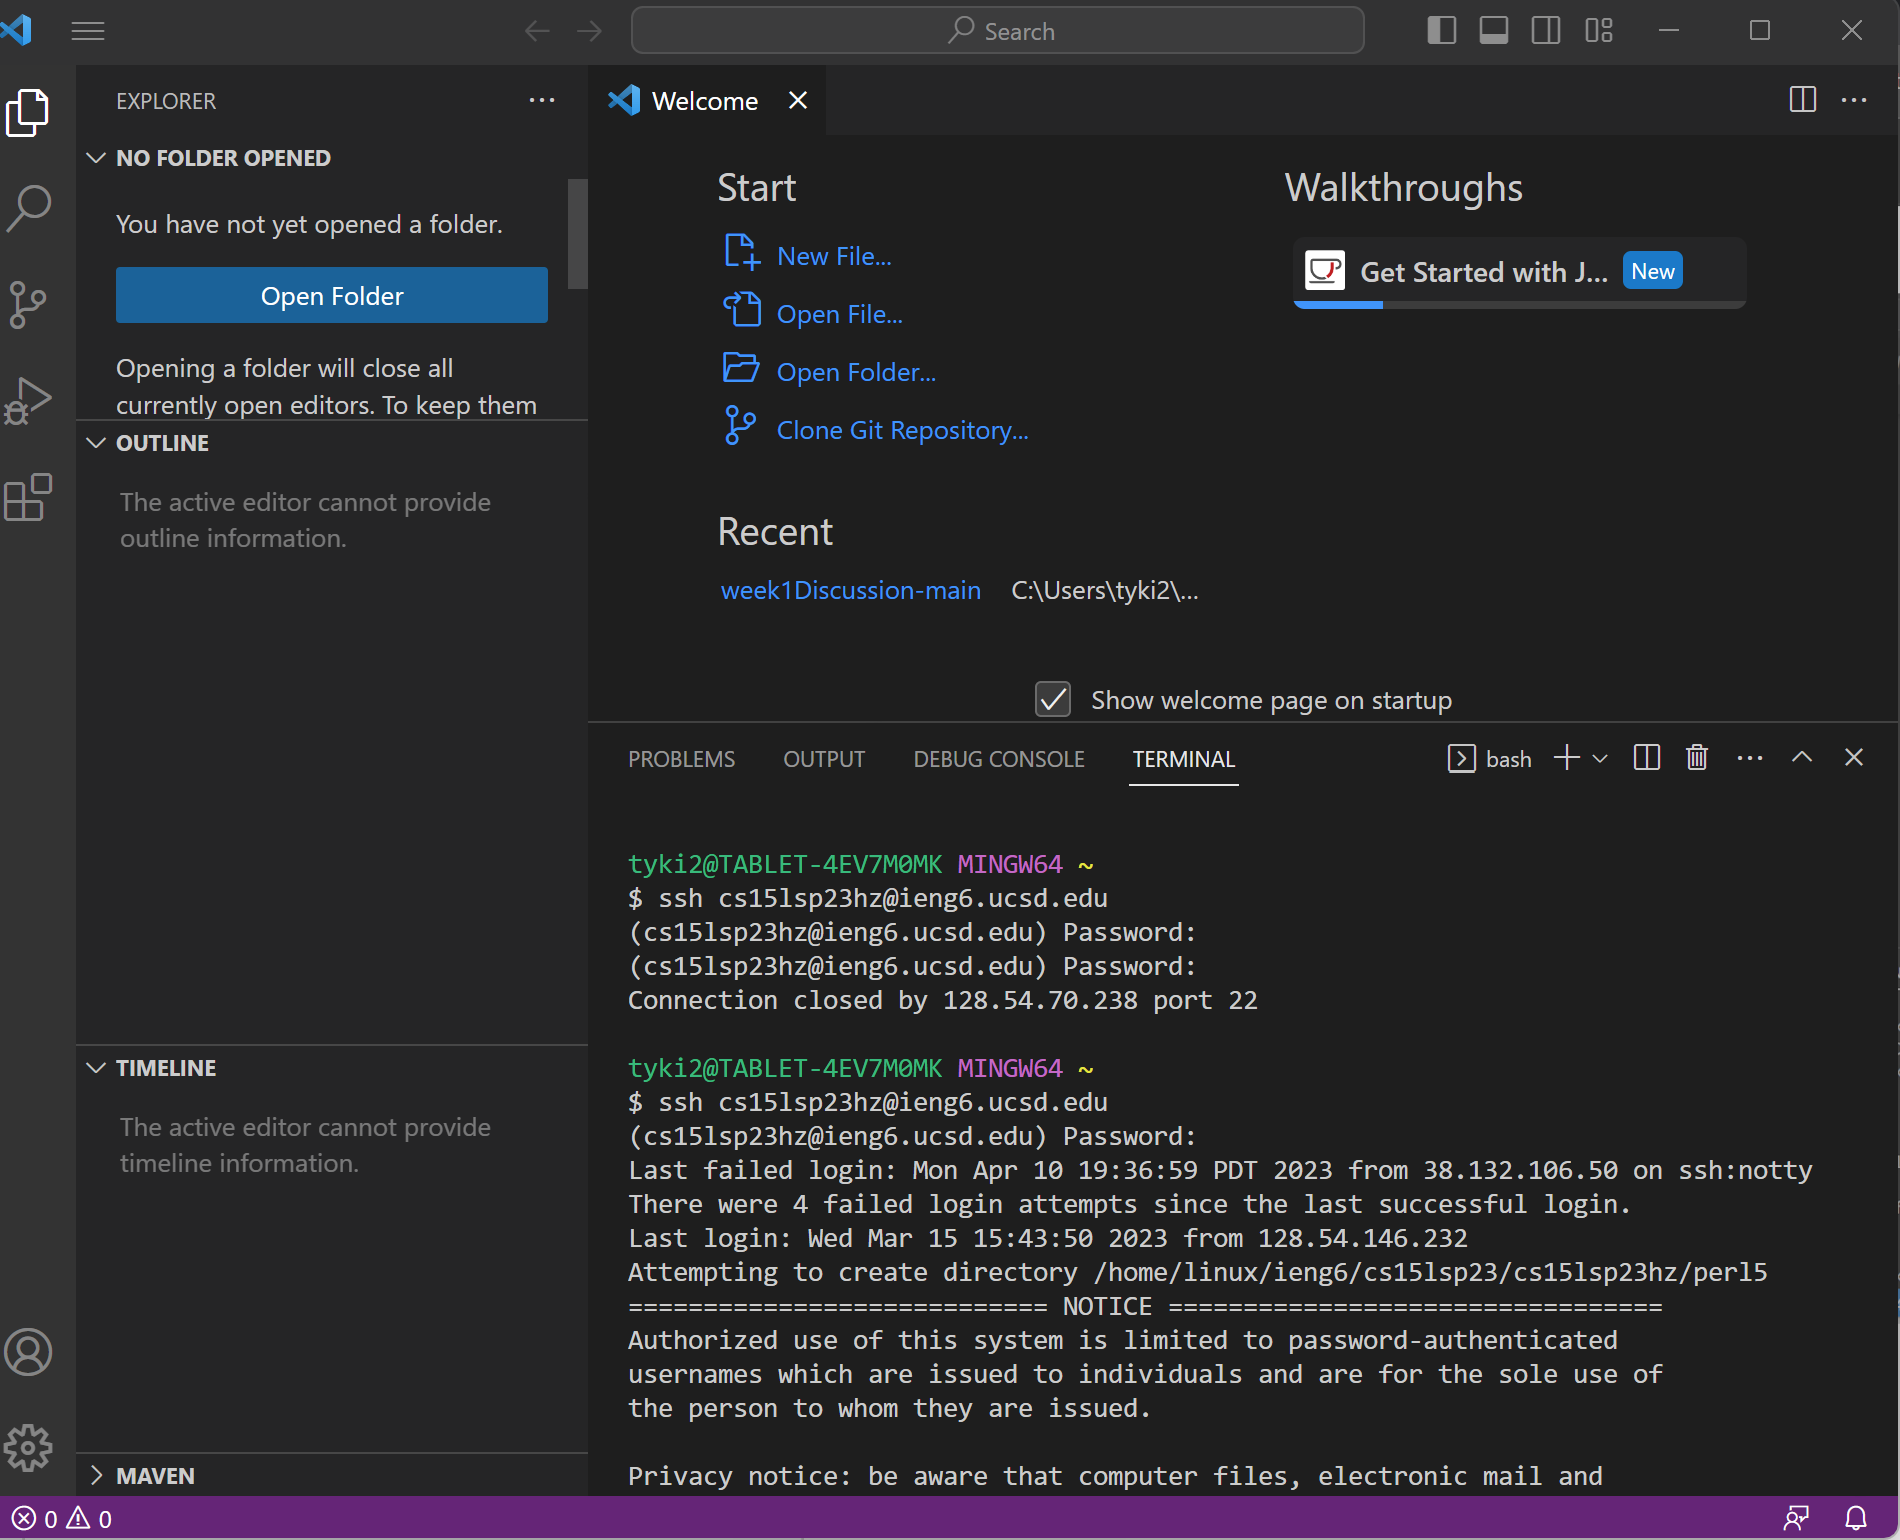 Search
EXPLORER
NO FOLDER OPENED
You have not yet opened a folder.
Open Folder
Opening a folder will close all
currently open editors. To keep them
OUTLINE
The active editor cannot provide
outline information.
TIMELINE
The active editor cannot provide
timeline information.
MAVEN
Welcome
Start
New File...
Open File...
Open Folder...
Clone Git Repository...
Recent
week1Discussion-main C:\Users\tyki2\...
Walkthroughs
Get Started with J... New
Show welcome page on startup
PROBLEMS OUTPUT DEBUG CONSOLE TERMINAL bash
tyki2@TABLET-4EV7M0MK MINGW64 ~
$ ssh cs15lsp23hz@ieng6.ucsd.edu
(cs15lsp23hz@ieng6.ucsd.edu) Password:
(cs15lsp23hz@ieng6.ucsd.edu) Password:
Connection closed by 128.54.70.238 port 22
tyki2@TABLET-4EV7M0MK MINGW64 ~
$ ssh cs15lsp23hz@ieng6.ucsd.edu
(cs15lsp23hz@ieng6.ucsd.edu) Password:
Last failed login: Mon Apr 10 19:36:59 PDT 2023 from 38.132.106.50 on ssh:notty
There were 4 failed login attempts since the last successful login.
Last login: Wed Mar 15 15:43:50 2023 from 128.54.146.232
Attempting to create directory /home/linux/ieng6/cs15lsp23/cs15lsp23hz/perl5
============================ NOTICE =================================
Authorized use of this system is limited to password-authenticated
usernames which are issued to individuals and are for the sole use of
the person to whom they are issued.
Privacy notice: be aware that computer files, electronic mail and
0 0